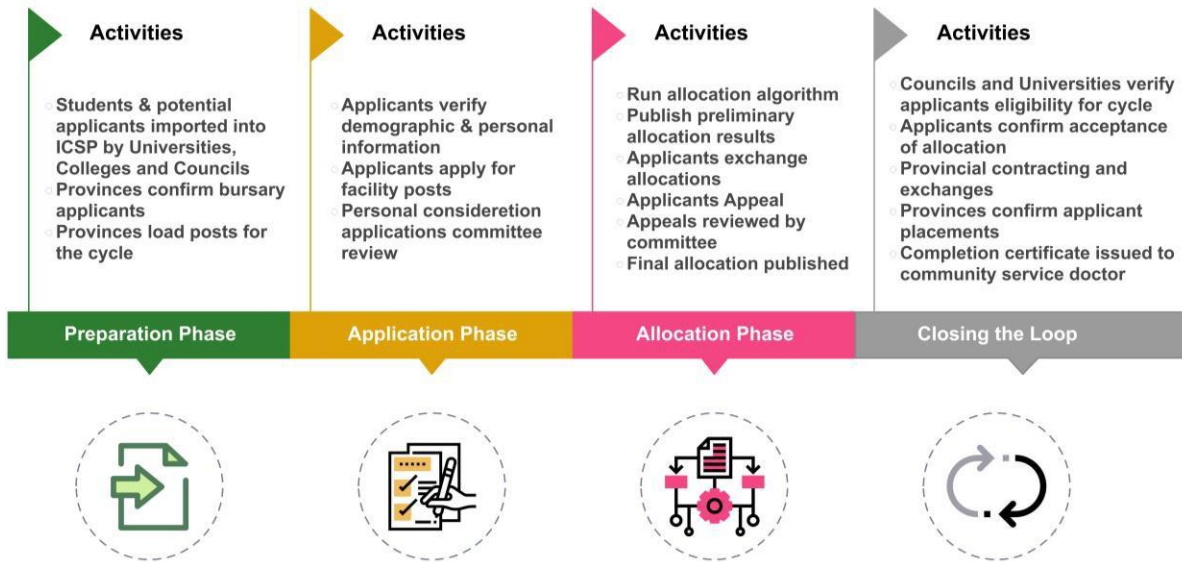 Activities
Students & potential
applicants imported into
ICSP by Universities,
Colleges and Councils
Provinces confirm bursary
applicants
Provinces load posts for
the cycle
Preparation Phase
Activities
Applicants verify
demographic & personal
information
Applicants apply for
facility posts
Personal consideretion
applications committee
review
Application Phase
Activities
Run allocation algorithm
Publish preliminary
allocation results
Applicants exchange
allocations
Applicants Appeal
Appeals reviewed by
committee
Final allocation published
Allocation Phase
Activities
Councils and Universities verify
applicants eligibility for cycle
Applicants confirm acceptance
of allocation
Provincial contracting and
exchanges
Provinces confirm applicant
placements
Completion certificate issued to
community service doctor
Closing the Loop